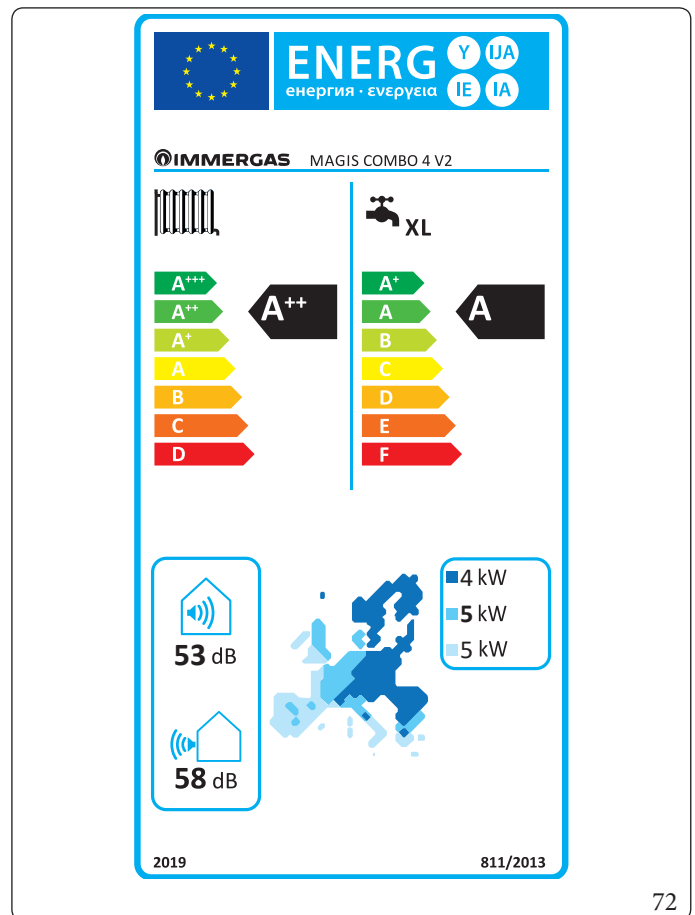 ENERG Y IJA
енергия · ενεργεια IE IA
IMMERGAS MAGIS COMBO 4 V2
XL
A+++
A++
A+
A
B
C
D
A++
A+
A
B
C
D
E
F
A
53 dB
58 dB
4 kW
5 kW
5 kW
2019 811/2013
72